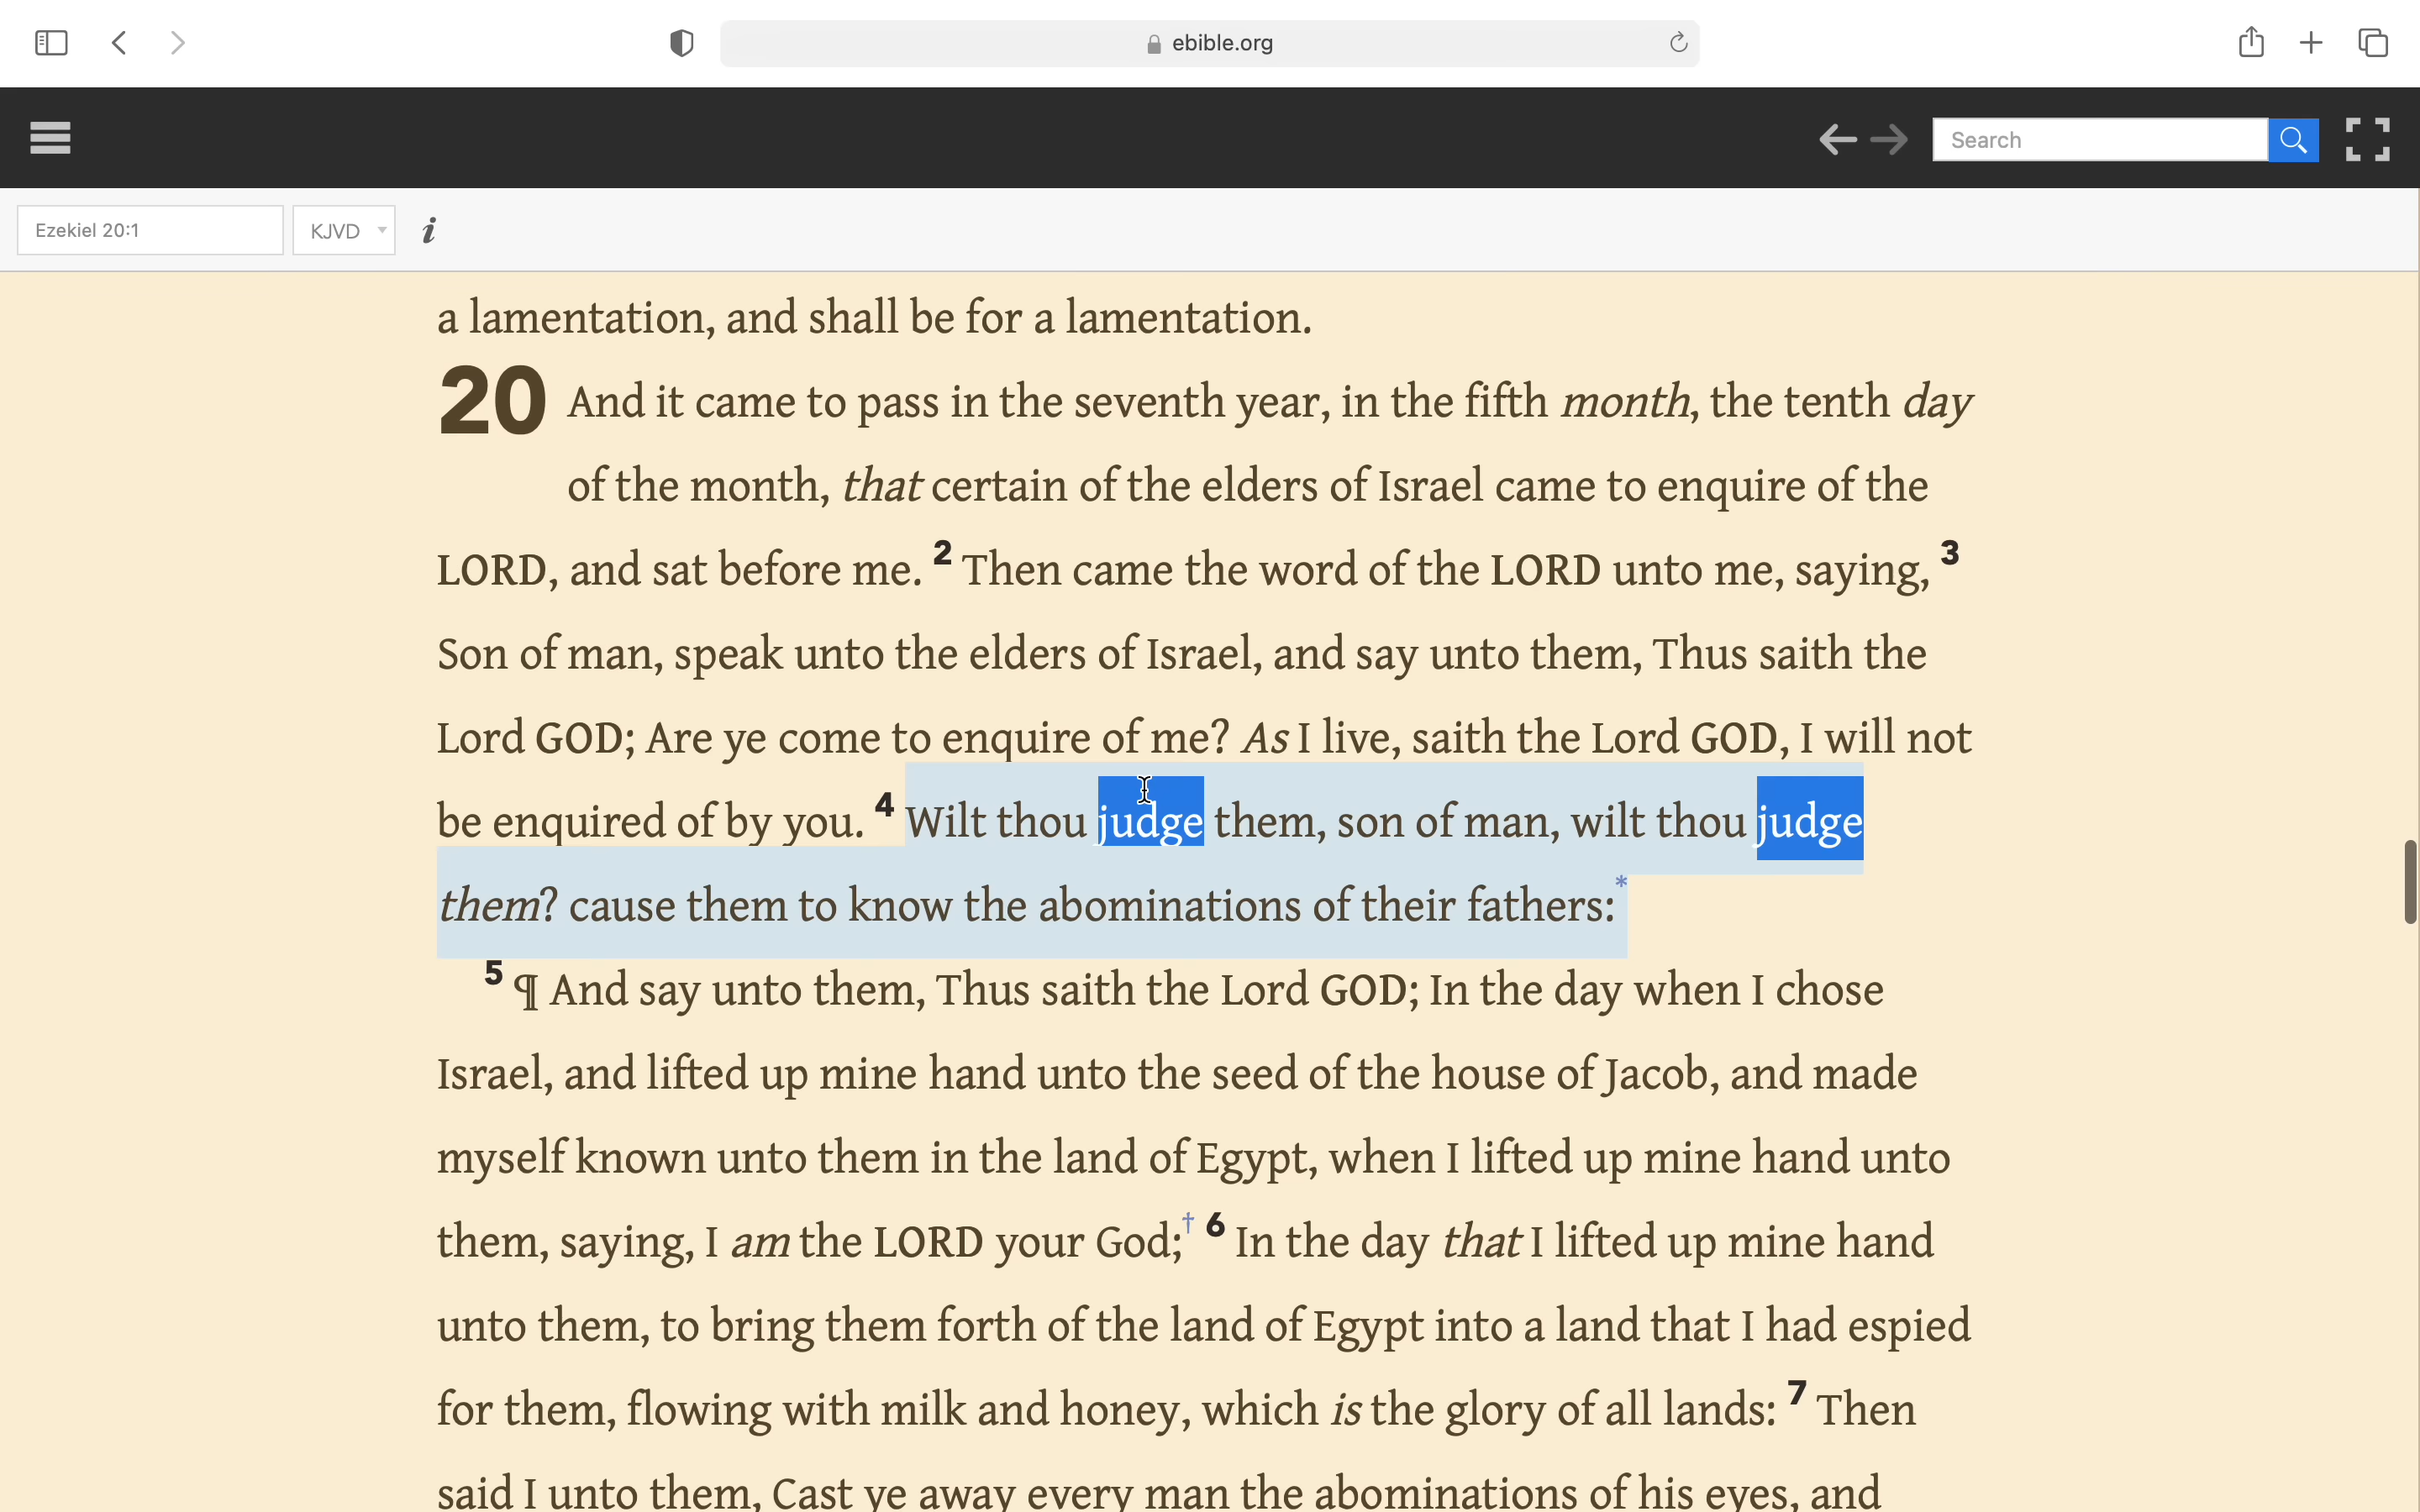 ebible.org
Search
Ezekiel 20:1 KJVD i
a lamentation, and shall be for a lamentation.
20 And it came to pass in the seventh year, in the fifth month, the tenth day
of the month, that certain of the elders of Israel came to enquire of the
LORD, and sat before me. 2 Then came the word of the LORD unto me, saying, 3
Son of man, speak unto the elders of Israel, and say unto them, Thus saith the
Lord GOD; Are ye come to enquire of me? As I live, saith the Lord GOD, I will not
be enquired of by you. 4 Wilt thou judge them, son of man, wilt thou judge
them? cause them to know the abominations of their fathers:*
5 ¶ And say unto them, Thus saith the Lord GOD; In the day when I chose
Israel, and lifted up mine hand unto the seed of the house of Jacob, and made
myself known unto them in the land of Egypt, when I lifted up mine hand unto
them, saying, I am the LORD your God;† 6 In the day that I lifted up mine hand
unto them, to bring them forth of the land of Egypt into a land that I had espied
for them, flowing with milk and honey, which is the glory of all lands: 7 Then
said I unto them, Cast ye away every man the abominations of his eyes, and